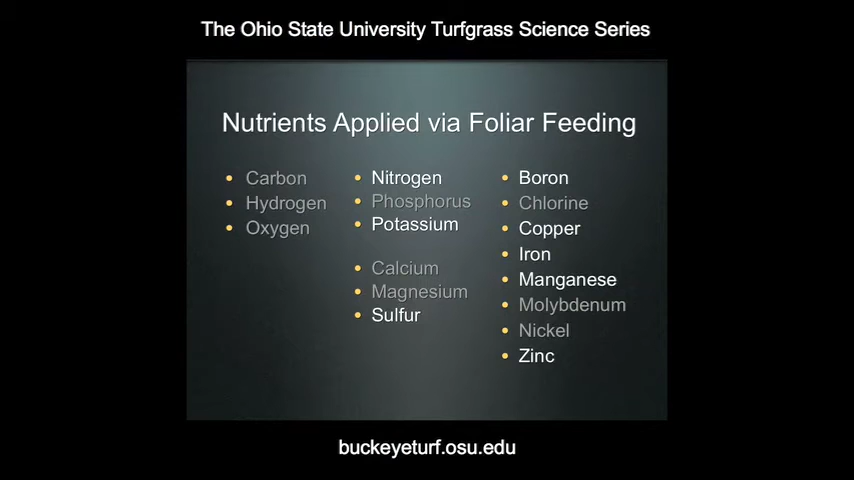 The Ohio State University Turfgrass Science Series
Nutrients Applied via Foliar Feeding
• Carbon
• Hydrogen
• Oxygen
• Nitrogen
• Phosphorus
• Potassium
• Calcium
• Magnesium
• Sulfur
• Boron
• Chlorine
• Copper
• Iron
• Manganese
• Molybdenum
• Nickel
• Zinc
buckeyeturf.osu.edu